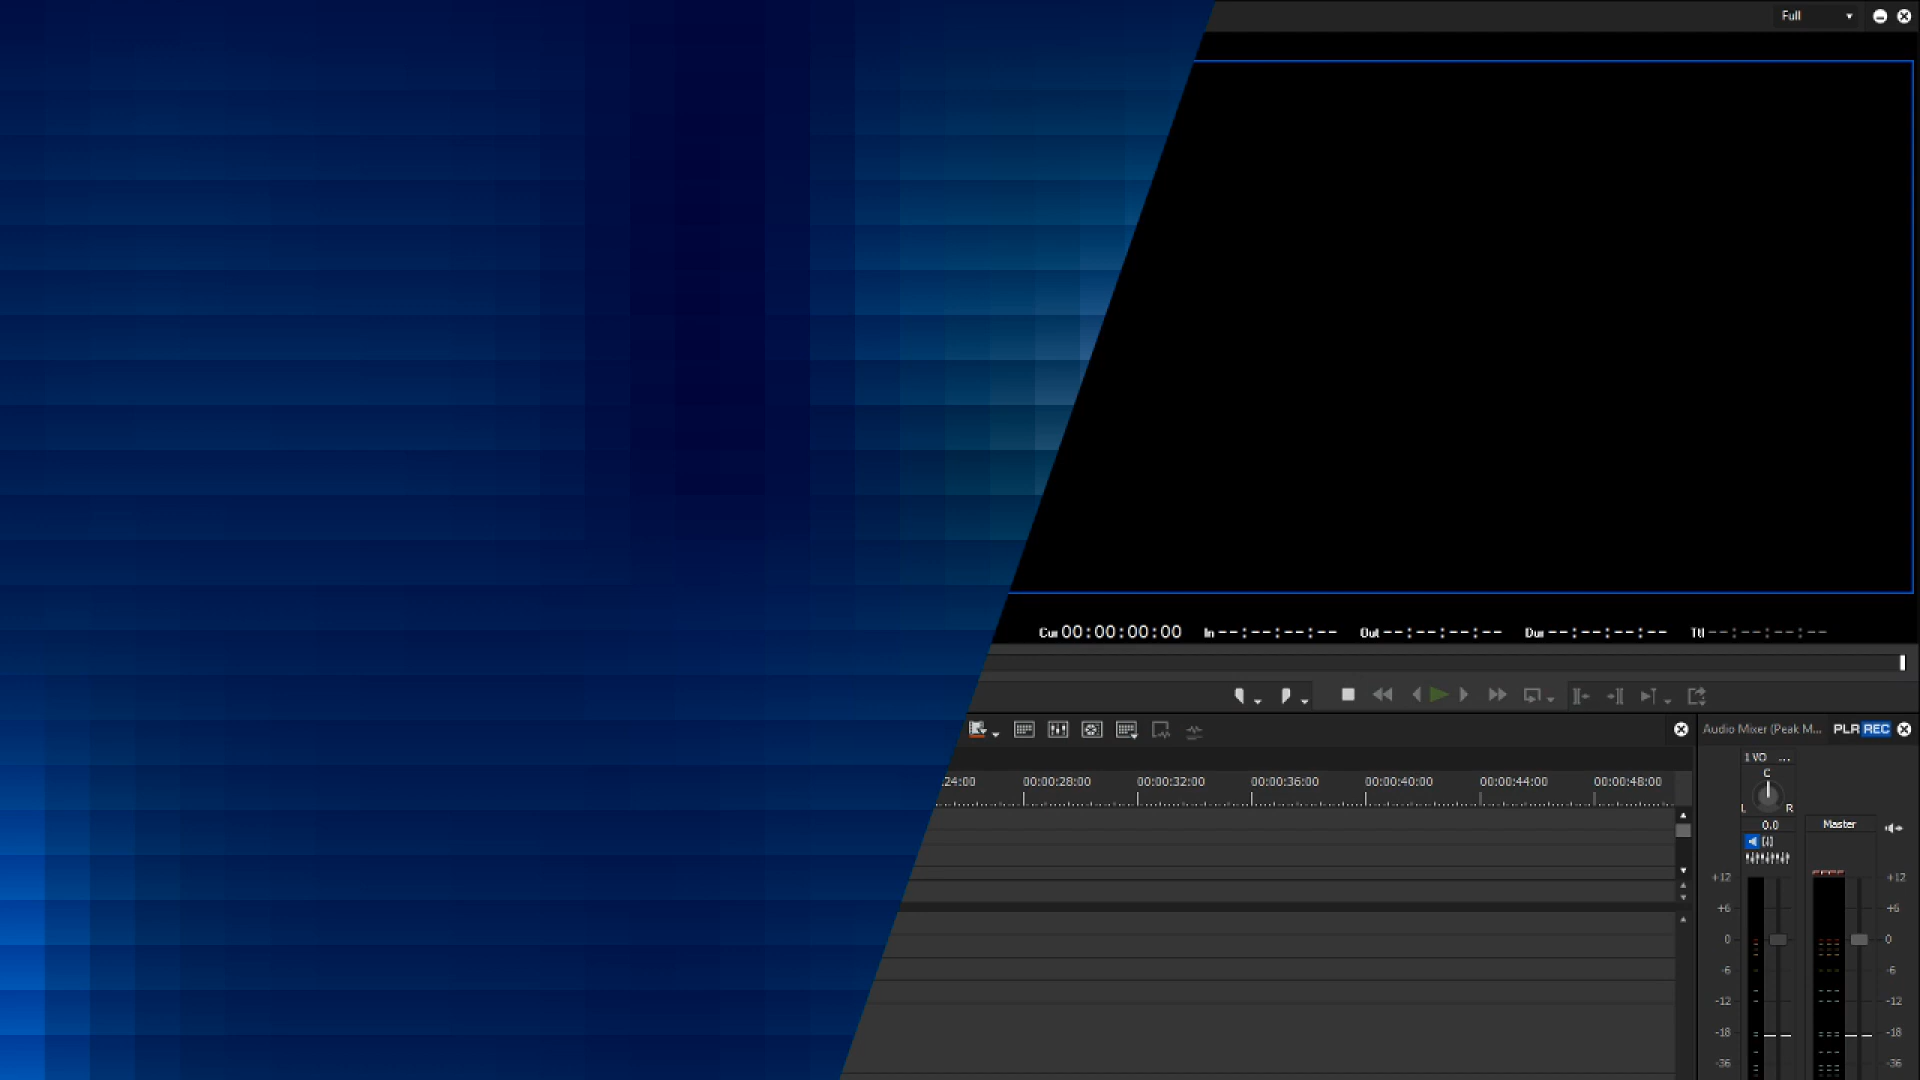 Full
Cur 00:00:00:00 In --:--:--:-- Out --:--:--:-- Dur --:--:--:-- Ttl --:--:--:--
Audio Mixer (Peak M... PLR REC
:24:00 00:00:28:00 00:00:32:00 00:00:36:00 00:00:40:00 00:00:44:00 00:00:48:00
1 VO ...
C
L R
0.0 Master
+12 +12
+6 +6
0 0
-6 -6
-12 -12
-18 -18
-36 -36